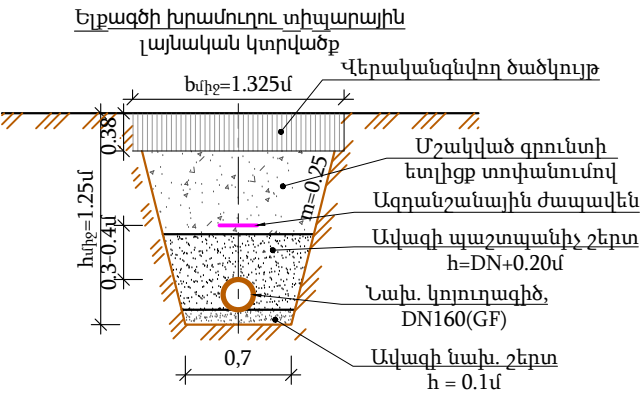 Ելքագծի խրամուղու տիպարային
լայնական կտրվածք
bմիջ=1.325մ
Վերականգնվող ծածկույթ
0.38
Մշակված գրունտի
ետլիցք տոփանումով
m=0.25
Ազդանշանային ժապավեն
hմիջ=1.25մ
0.3-0.4մ
Ավազի պաշտպանիչ շերտ
h=DN+0.20մ
Նախ. կոյուղագիծ,
DN160(GF)
Ավազի նախ. շերտ
h = 0.1մ
0,7